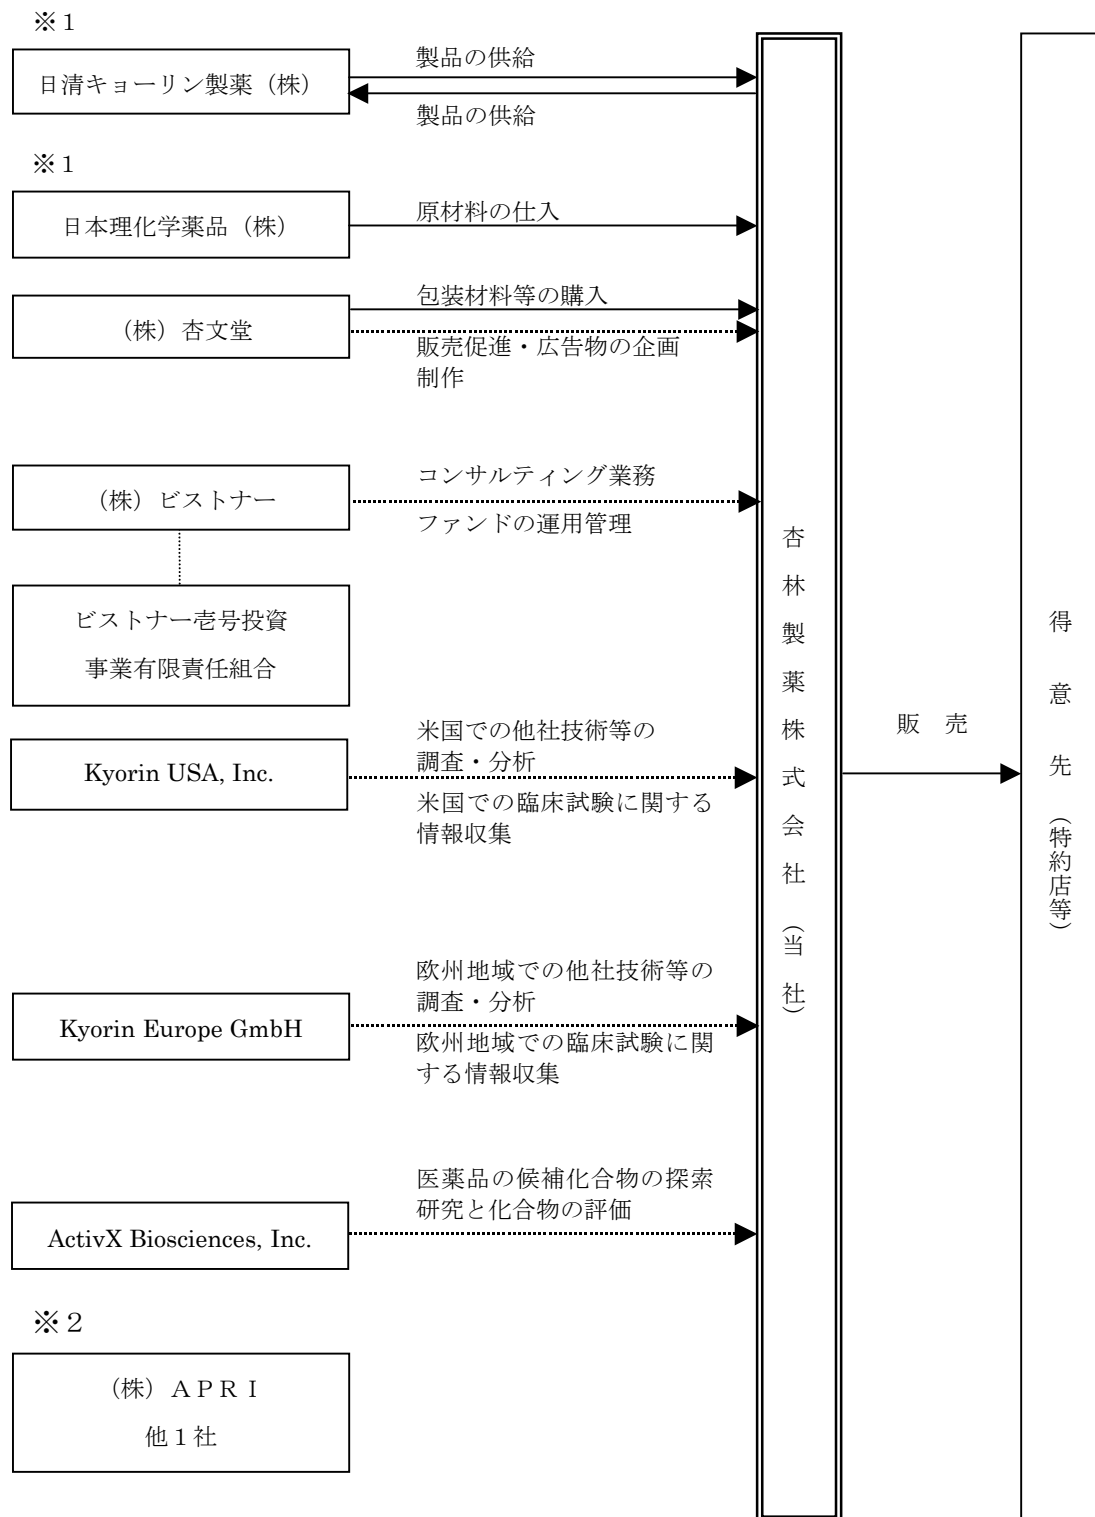 ※１
日清キョーリン製薬（株）
製品の供給
製品の供給
※１
日本理化学薬品（株）
原材料の仕入
（株）杏文堂
包装材料等の購入
販売促進・広告物の企画
制作
（株）ビストナー
コンサルティング業務
ファンドの運用管理
ビストナー壱号投資
事業有限責任組合
Kyorin USA, Inc.
米国での他社技術等の
調査・分析
米国での臨床試験に関する
情報収集
Kyorin Europe GmbH
欧州地域での他社技術等の
調査・分析
欧州地域での臨床試験に関
する情報収集
ActivX Biosciences, Inc.
医薬品の候補化合物の探索
研究と化合物の評価
※２
（株）ＡＰＲＩ
他１社
杏林製薬株式会社（当社）
販　売
得意先（特約店等）